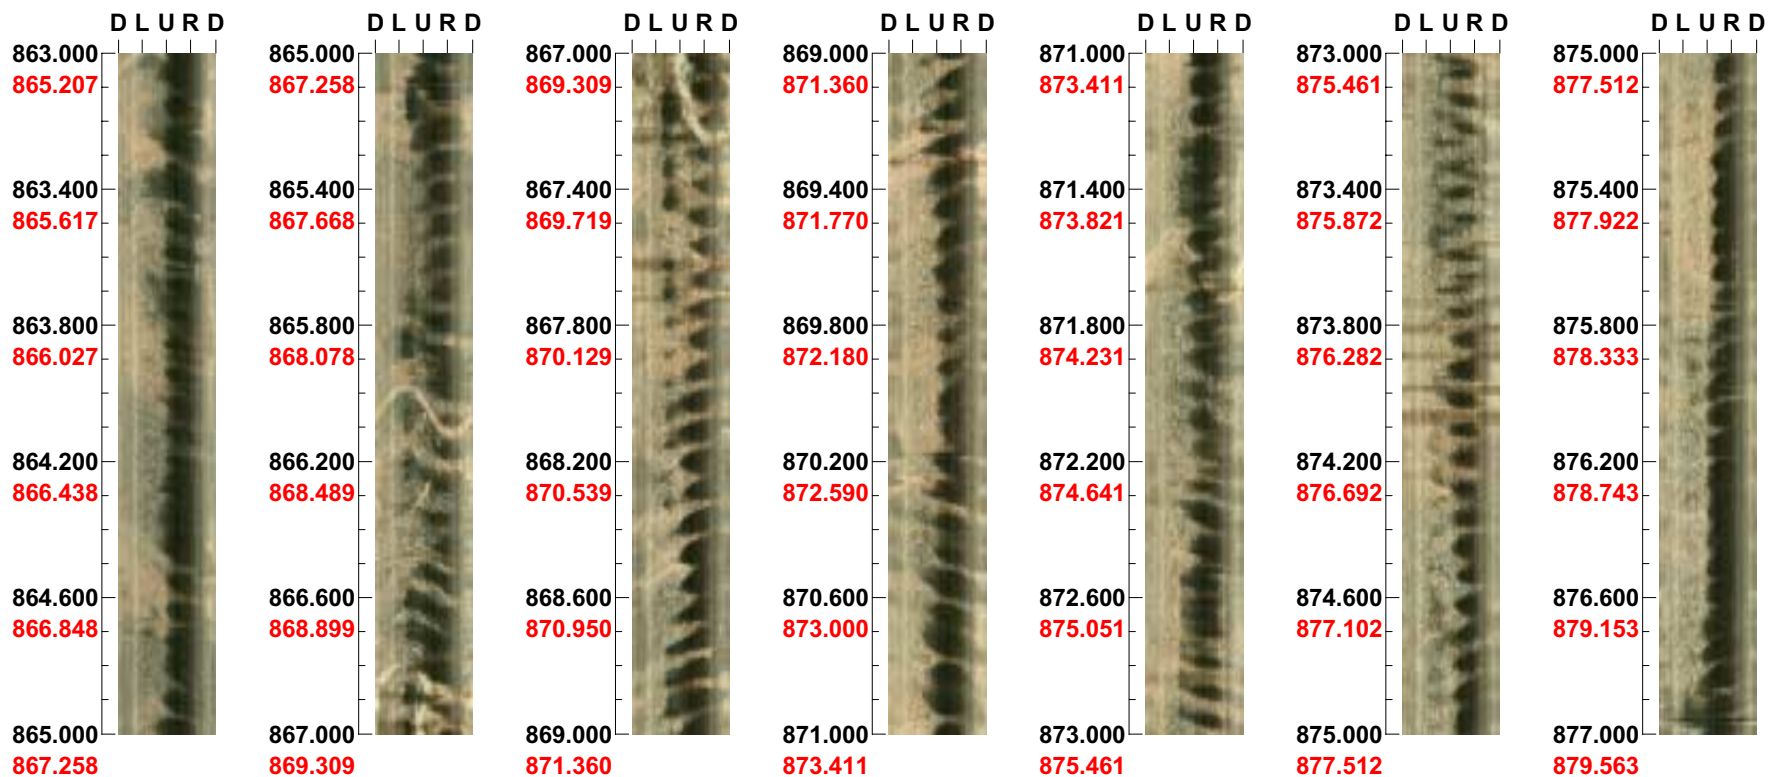 D L U R D D L U R D D L U R D D L U R D D L U R D D L U R D D L U R D
863.000 865.000 867.000 869.000 871.000 873.000 875.000
865.207 867.258 869.309 871.360 873.411 875.461 877.512
863.400 865.400 867.400 869.400 871.400 873.400 875.400
865.617 867.668 869.719 871.770 873.821 875.872 877.922
863.800 865.800 867.800 869.800 871.800 873.800 875.800
866.027 868.078 870.129 872.180 874.231 876.282 878.333
864.200 866.200 868.200 870.200 872.200 874.200 876.200
866.438 868.489 870.539 872.590 874.641 876.692 878.743
864.600 866.600 868.600 870.600 872.600 874.600 876.600
866.848 868.899 870.950 873.000 875.051 877.102 879.153
865.000 867.000 869.000 871.000 873.000 875.000 877.000
867.258 869.309 871.360 873.411 875.461 877.512 879.563